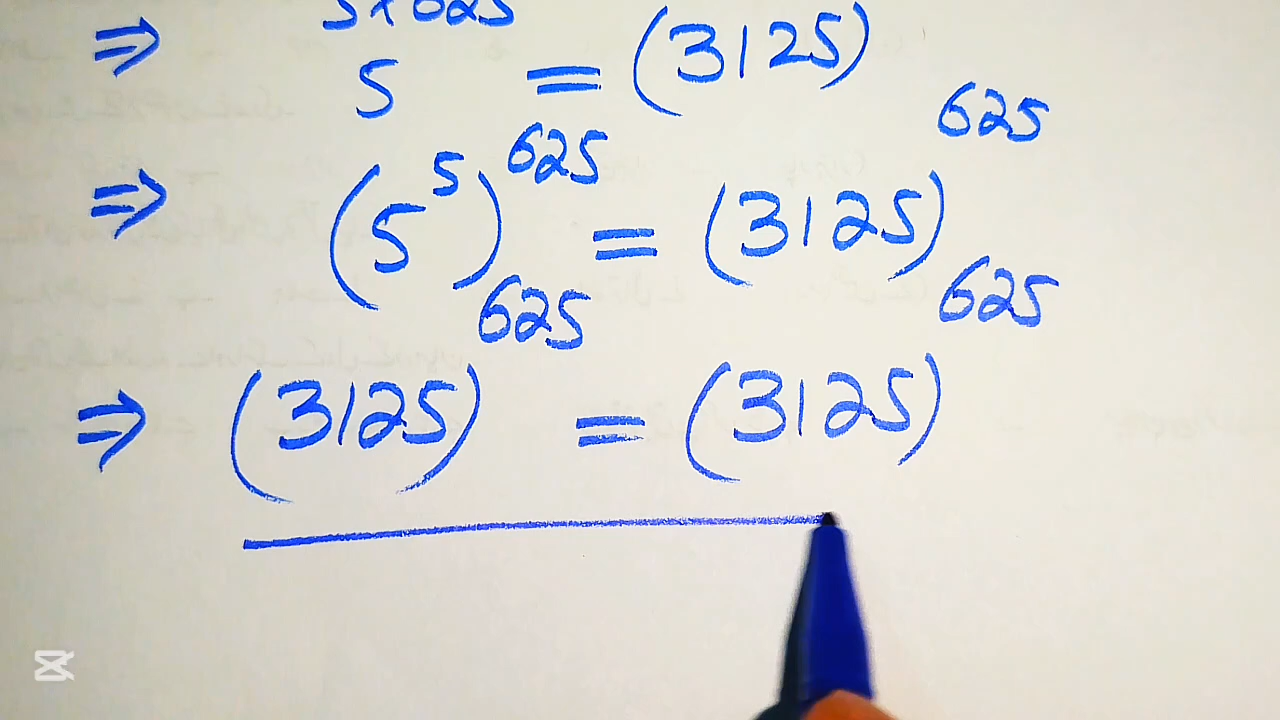 ⇒ 5^{5×625} = (3125)^{625}
⇒ (5^5)^{625} = (3125)^{625}
⇒ (3125)^{625} = (3125)^{625}